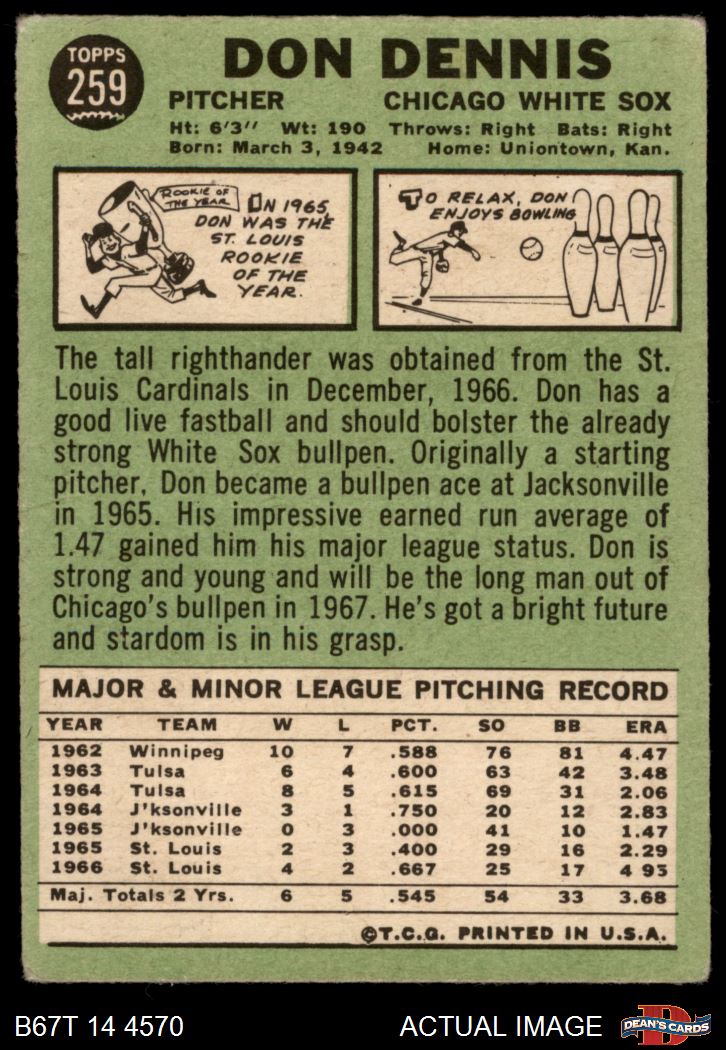 TOPPS
259
DON DENNIS
PITCHER CHICAGO WHITE SOX
Ht: 6'3" Wt: 190 Throws: Right Bats: Right
Born: March 3, 1942 Home: Uniontown, Kan.
ROOKIE OF
THE YEAR
IN 1965,
DON WAS THE
ST. LOUIS
ROOKIE
OF THE
YEAR.
TO RELAX, DON
ENJOYS BOWLING
The tall righthander was obtained from the St.
Louis Cardinals in December, 1966. Don has a
good live fastball and should bolster the already
strong White Sox bullpen. Originally a starting
pitcher, Don became a bullpen ace at Jacksonville
in 1965. His impressive earned run average of
1.47 gained him his major league status. Don is
strong and young and will be the long man out of
Chicago's bullpen in 1967. He's got a bright future
and stardom is in his grasp.
MAJOR & MINOR LEAGUE PITCHING RECORD
YEAR TEAM W L PCT. SO BB ERA
1962 Winnipeg 10 7 .588 76 81 4.47
1963 Tulsa 6 4 .600 63 42 3.48
1964 Tulsa 8 5 .615 69 31 2.06
1964 J'ksonville 3 1 .750 20 12 2.83
1965 J'ksonville 0 3 .000 41 10 1.47
1965 St. Louis 2 3 .400 29 16 2.29
1966 St. Louis 4 2 .667 25 17 4 93
Maj. Totals 2 Yrs. 6 5 .545 54 33 3.68
©T.C.G. PRINTED IN U.S.A.
B67T 14 4570 ACTUAL IMAGE
D
DEAN'S CARDS